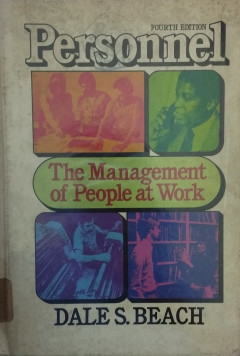 FOURTH EDITION
Personnel
The Management
of People at Work
DALE S. BEACH